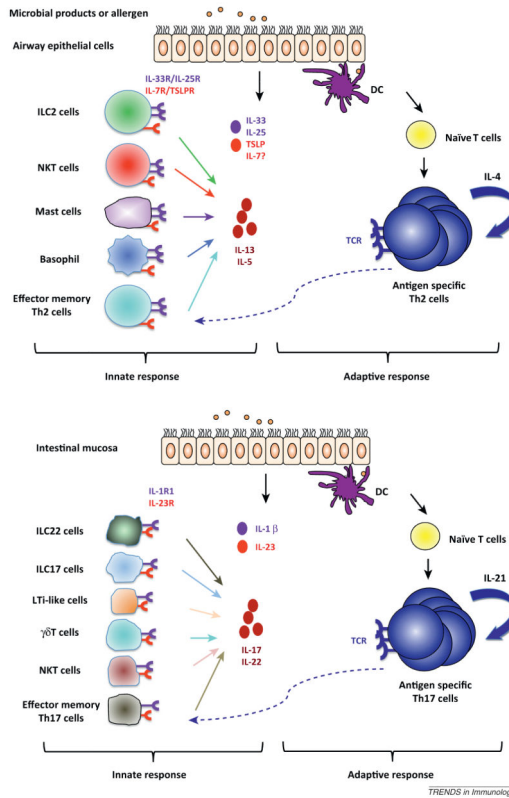 Microbial products or allergen
Airway epithelial cells
IL-33R/IL-25R
IL-7R/TSLPR
DC
ILC2 cells
IL-33
IL-25
TSLP
IL-7?
Naïve T cells
NKT cells
IL-4
Mast cells
TCR
IL-13
IL-5
Basophil
Antigen specific
Th2 cells
Effector memory
Th2 cells
Innate response
Adaptive response
Intestinal mucosa
DC
IL-1R1
IL-23R
ILC22 cells
IL-1 β
IL-23
Naïve T cells
ILC17 cells
IL-21
LTi-like cells
γδT cells
TCR
IL-17
IL-22
NKT cells
Antigen specific
Th17 cells
Effector memory
Th17 cells
Innate response
Adaptive response
TRENDS in Immunolog